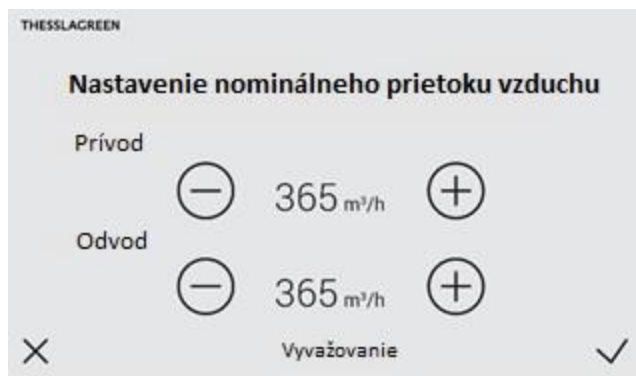 THESSLAGREEN
Nastavenie nominálneho prietoku vzduchu
Prívod
365 m³/h
Odvod
365 m³/h
Vyvažovanie